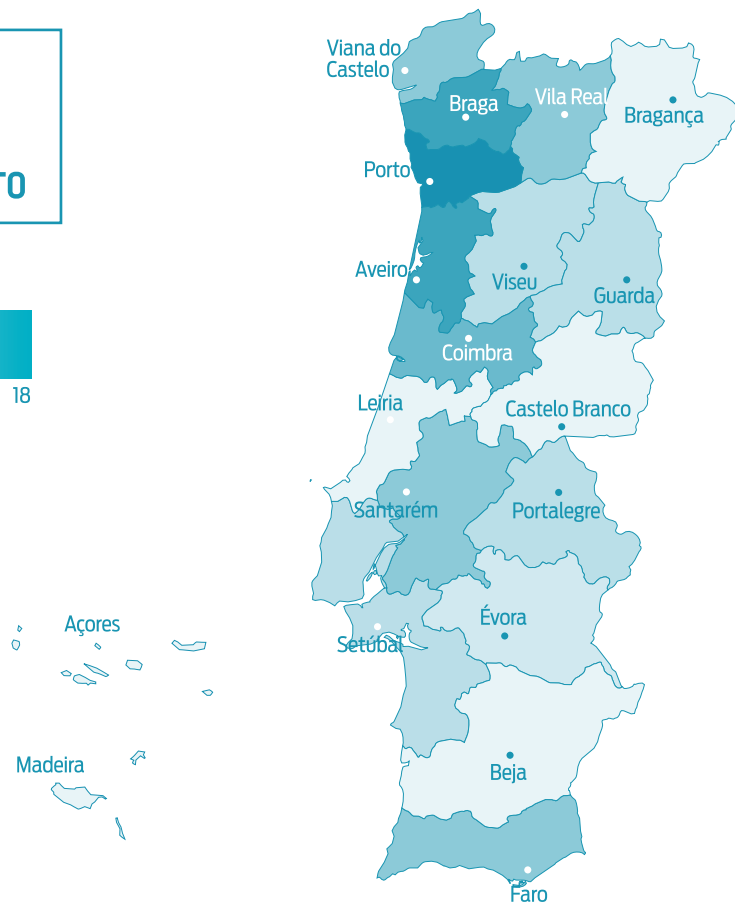 Viana do
Castelo
Braga
Vila Real
Bragança
Porto
TO
Aveiro
Viseu
Guarda
Coimbra
18
Leiria
Castelo Branco
Santarém
Portalegre
Açores
Évora
Setúbal
Madeira
Beja
Faro